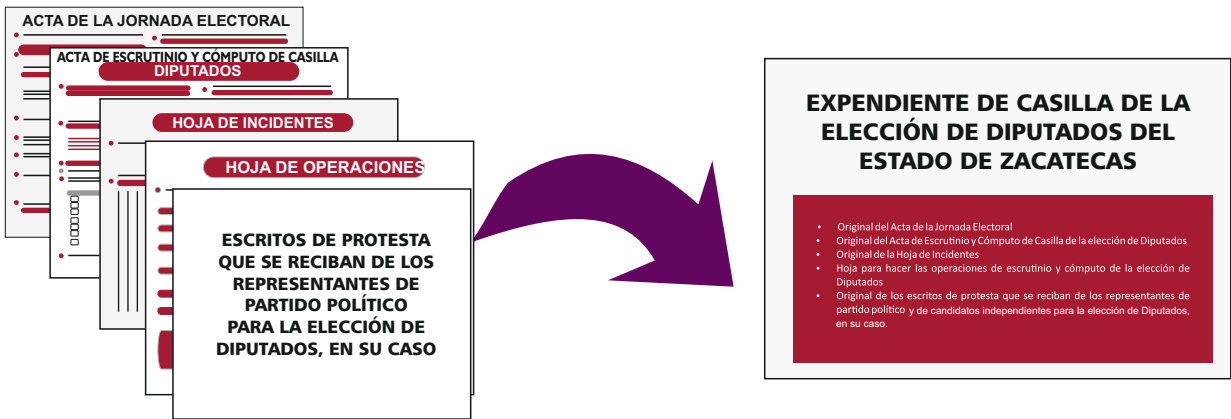 ACTA DE LA JORNADA ELECTORAL
ACTA DE ESCRUTINIO Y CÓMPUTO DE CASILLA
DIPUTADOS
HOJA DE INCIDENTES
HOJA DE OPERACIONES
ESCRITOS DE PROTESTA
QUE SE RECIBAN DE LOS
REPRESENTANTES DE
PARTIDO POLÍTICO
PARA LA ELECCIÓN DE
DIPUTADOS, EN SU CASO
EXPENDIENTE DE CASILLA DE LA
ELECCIÓN DE DIPUTADOS DEL
ESTADO DE ZACATECAS
• Original del Acta de la Jornada Electoral
• Original del Acta de Escrutinio y Cómputo de Casilla de la elección de Diputados
• Original de la Hoja de Incidentes
• Hoja para hacer las operaciones de escrutinio y cómputo de la elección de
Diputados
• Original de los escritos de protesta que se reciban de los representantes de
partido político y de candidatos independientes para la elección de Diputados,
en su caso.